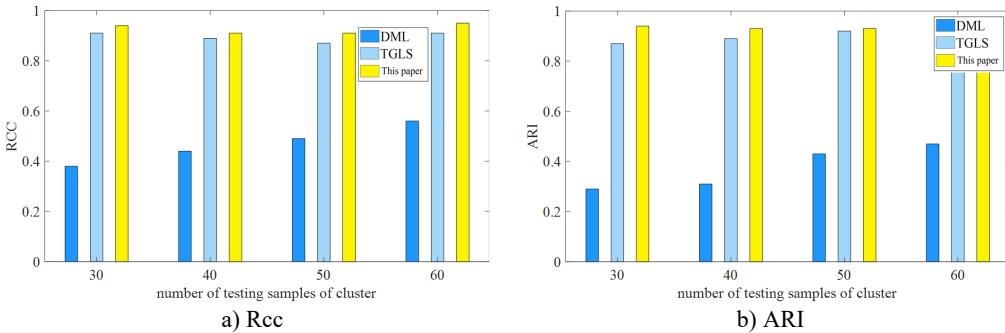 1
0.8
0.6
0.4
0.2
0
RCC
30 40 50 60
number of testing samples of cluster
DML
TGLS
This paper
a) Rcc
1
0.8
0.6
0.4
0.2
0
ARI
30 40 50 60
number of testing samples of cluster
DML
TGLS
This paper
b) ARI